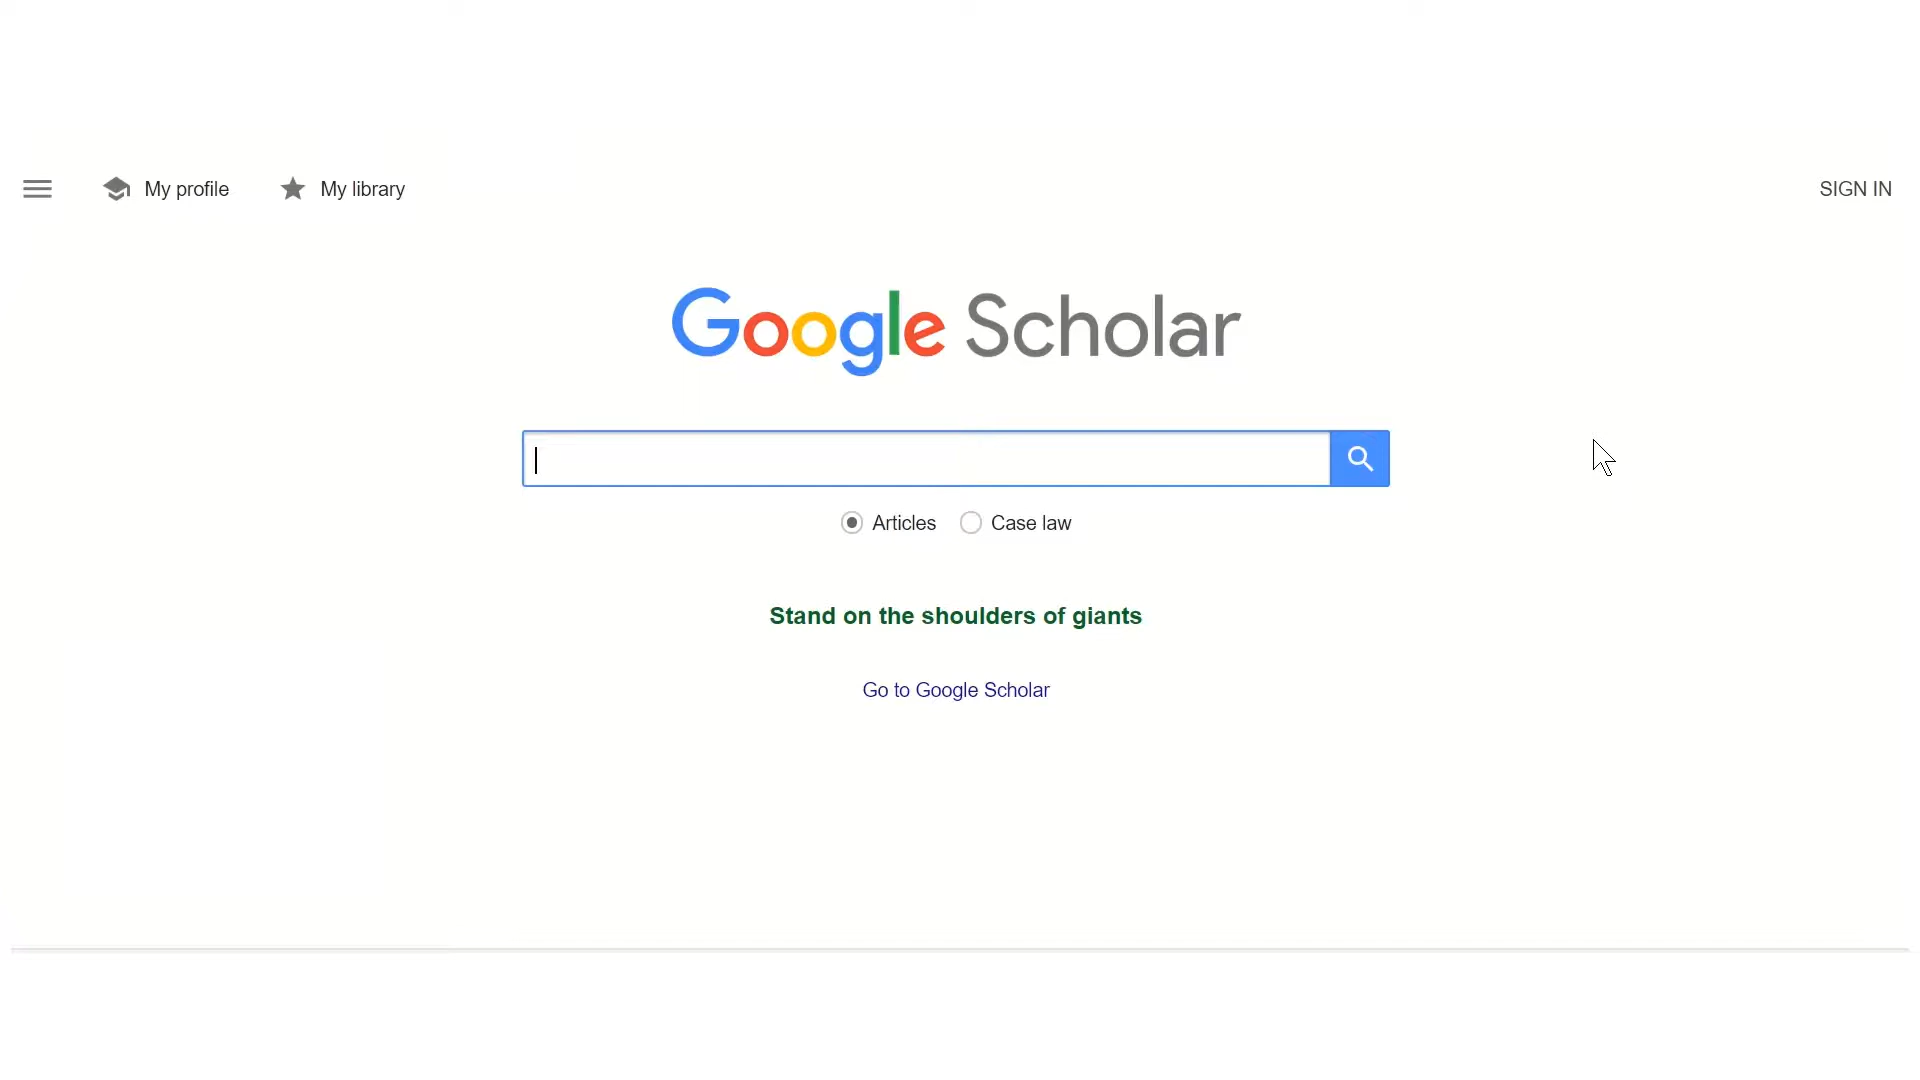 My profile
My library
SIGN IN
Google Scholar
Articles
Case law
Stand on the shoulders of giants
Go to Google Scholar